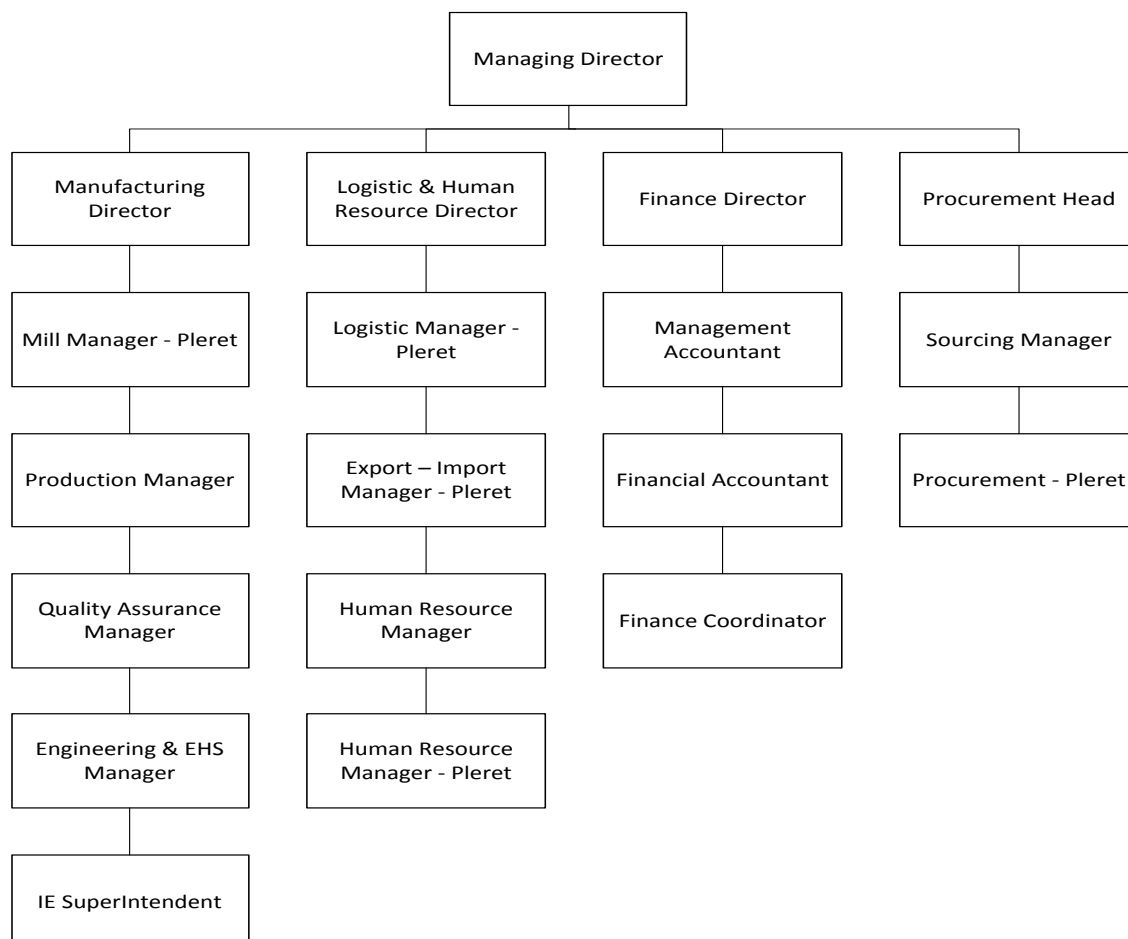 Managing Director
Manufacturing
Director
Logistic & Human
Resource Director
Finance Director
Procurement Head
Mill Manager - Pleret
Logistic Manager -
Pleret
Management
Accountant
Sourcing Manager
Production Manager
Export – Import
Manager - Pleret
Financial Accountant
Procurement - Pleret
Quality Assurance
Manager
Human Resource
Manager
Finance Coordinator
Engineering & EHS
Manager
Human Resource
Manager - Pleret
IE SuperIntendent